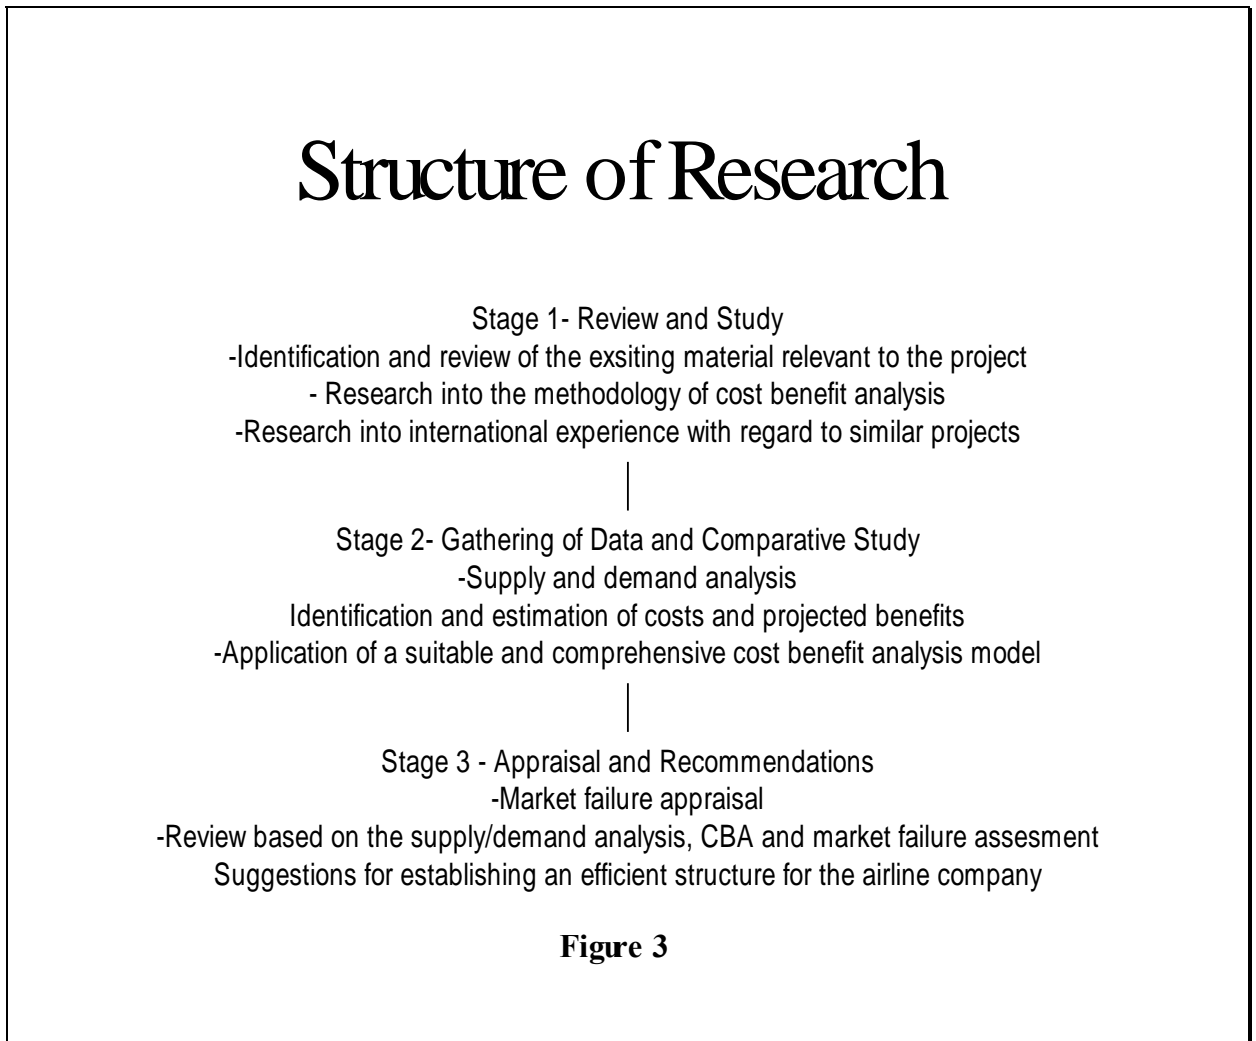 Structure of Research
Stage 1- Review and Study
-Identification and review of the exsiting material relevant to the project
- Research into the methodology of cost benefit analysis
-Research into international experience with regard to similar projects
Stage 2- Gathering of Data and Comparative Study
-Supply and demand analysis
Identification and estimation of costs and projected benefits
-Application of a suitable and comprehensive cost benefit analysis model
Stage 3 - Appraisal and Recommendations
-Market failure appraisal
-Review based on the supply/demand analysis, CBA and market failure assesment
Suggestions for establishing an efficient structure for the airline company
Figure 3